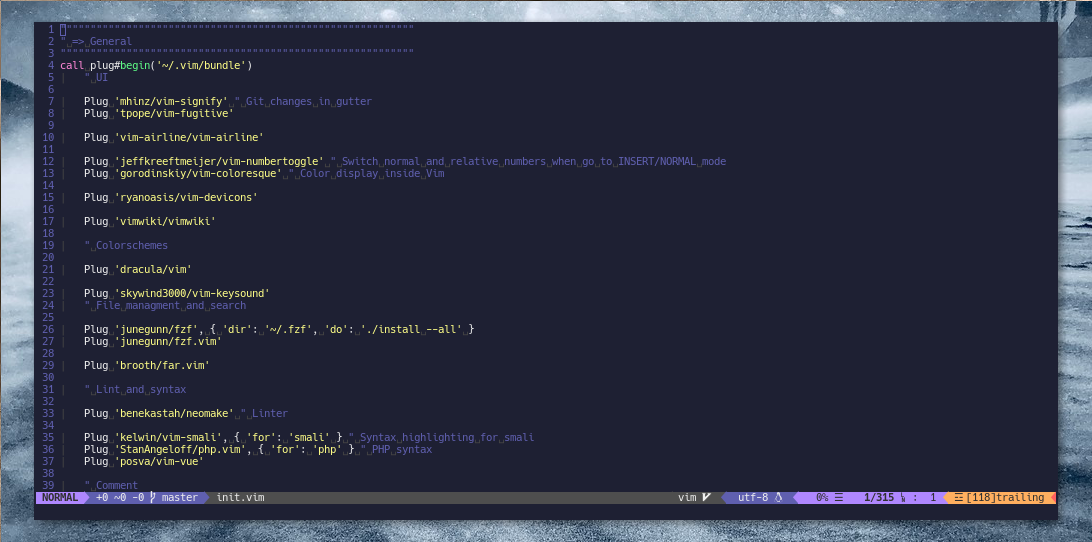 1 """""""""""""""""""""""""""""""""""""""""""""""""""""""""""
2 " => General
3 """""""""""""""""""""""""""""""""""""""""""""""""""""""""""
4 call plug#begin('~/.vim/bundle')
5 | " UI
6
7 | Plug 'mhinz/vim-signify' " Git changes in gutter
8 | Plug 'tpope/vim-fugitive'
9
10 | Plug 'vim-airline/vim-airline'
11
12 | Plug 'jeffkreeftmeijer/vim-numbertoggle' " Switch normal and relative numbers when go to INSERT/NORMAL mode
13 | Plug 'gorodinskiy/vim-coloresque' " Color display inside Vim
14
15 | Plug 'ryanoasis/vim-devicons'
16
17 | Plug 'vimwiki/vimwiki'
18
19 | " Colorschemes
20
21 | Plug 'dracula/vim'
22
23 | Plug 'skywind3000/vim-keysound'
24 | " File managment and search
25
26 | Plug 'junegunn/fzf', { 'dir': '~/.fzf', 'do': './install --all' }
27 | Plug 'junegunn/fzf.vim'
28
29 | Plug 'brooth/far.vim'
30
31 | " Lint and syntax
32
33 | Plug 'benekastah/neomake' " Linter
34
35 | Plug 'kelwin/vim-smali', { 'for': 'smali' } " Syntax highlighting for smali
36 | Plug 'StanAngeloff/php.vim', { 'for': 'php' } " PHP syntax
37 | Plug 'posva/vim-vue'
38
39 | " Comment
NORMAL +0 ~0 -0 master init.vim vim utf-8 0% ☰ 1/315 : 1 ☲ [118]trailing